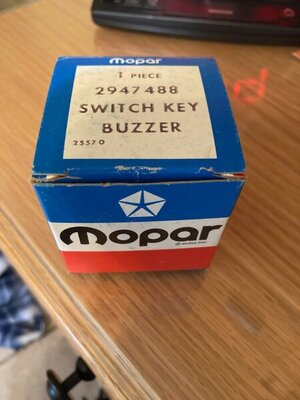 mopar
1 PIECE
2947488
SWITCH KEY
BUZZER
25570
mopar